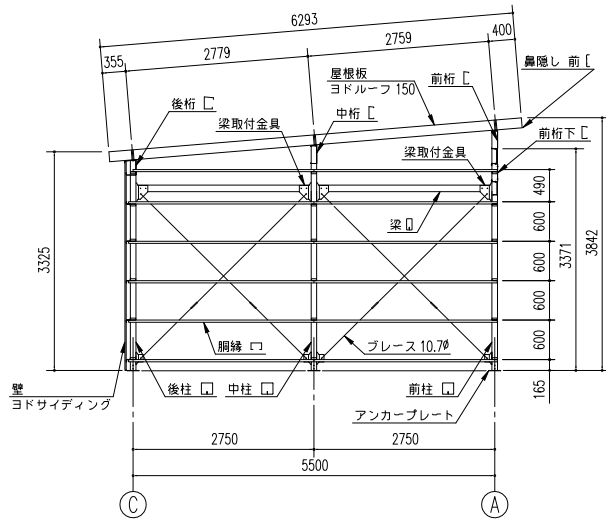 6293
2779
2759
355
400
屋根板
ヨドルーフ 150
前桁
鼻隠し 前
後桁
梁取付金具
中桁
梁取付金具
前桁下
梁
3325
490
600
600
600
600
165
3371
3842
胴縁
ブレース 10.7φ
壁
ヨドサイディング
後柱
中柱
前柱
アンカープレート
2750
2750
5500
C
A